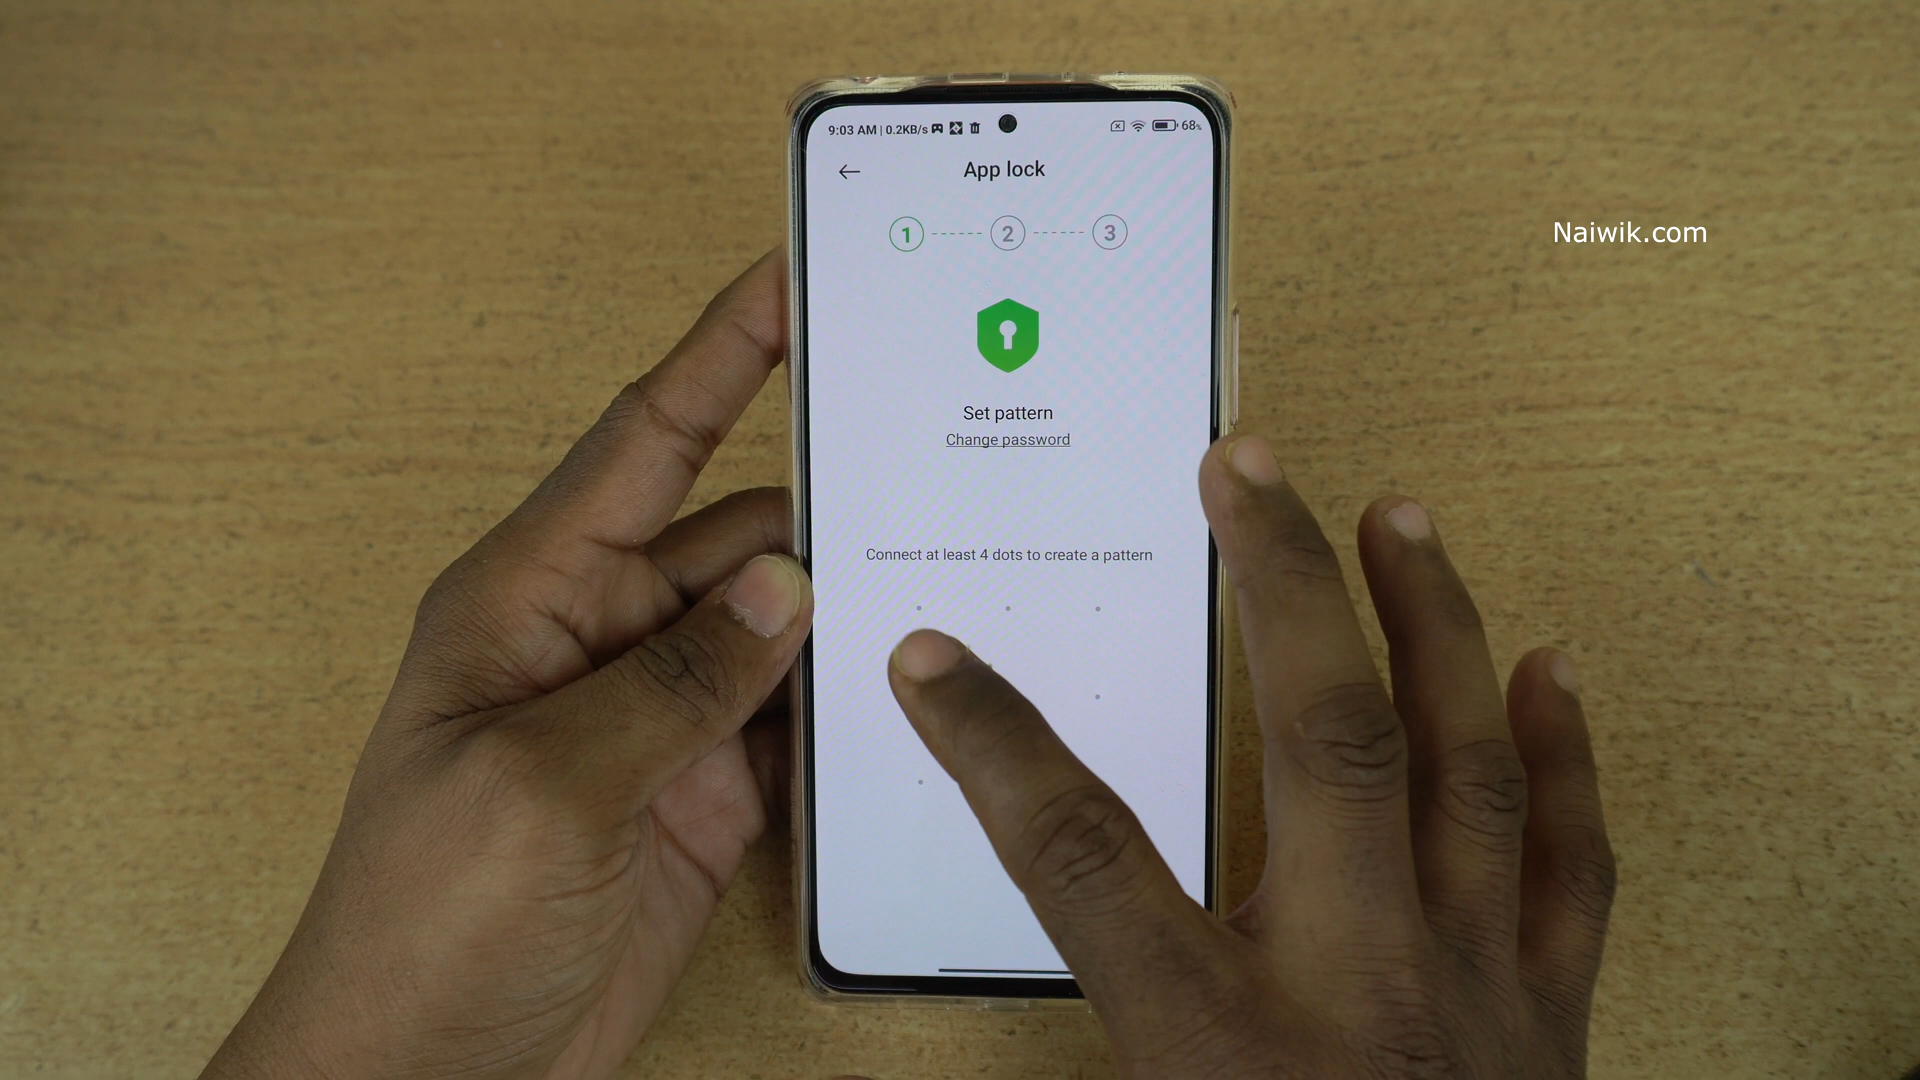 9:03 AM | 0.2KB/s
68%
App lock
1 2 3
Naiwik.com
Set pattern
Change password
Connect at least 4 dots to create a pattern